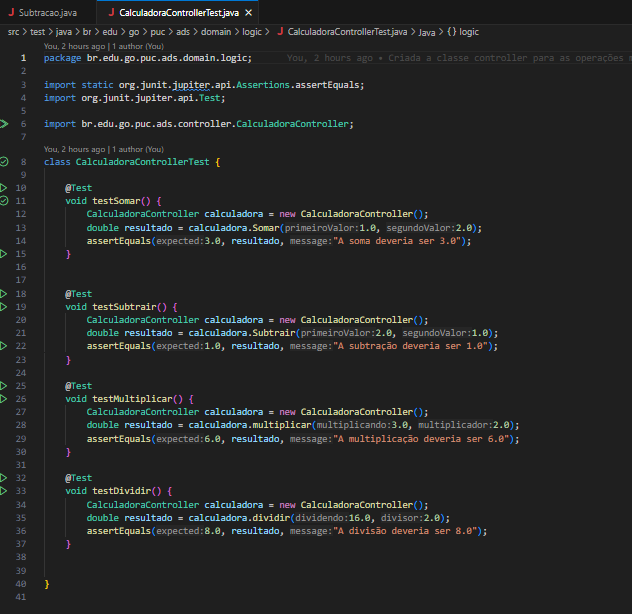 Subtracao.java
CalculadoraControllerTest.java ×
src > test > java > br > edu > go > puc > ads > domain > logic > CalculadoraControllerTest.java > Java > {} logic
You, 2 hours ago | 1 author (You)
1 package br.edu.go.puc.ads.domain.logic; You, 2 hours ago • Criada a classe controller para as operações
2
3 import static org.junit.jupiter.api.Assertions.assertEquals;
4 import org.junit.jupiter.api.Test;
5
6 import br.edu.go.puc.ads.controller.CalculadoraController;
7
You, 2 hours ago | 1 author (You)
8 class CalculadoraControllerTest {
9
10 @Test
11 void testSomar() {
12 CalculadoraController calculadora = new CalculadoraController();
13 double resultado = calculadora.Somar(primeiroValor:1.0, segundoValor:2.0);
14 assertEquals(expected:3.0, resultado, message:"A soma deveria ser 3.0");
15 }
16
17
18 @Test
19 void testSubtrair() {
20 CalculadoraController calculadora = new CalculadoraController();
21 double resultado = calculadora.Subtrair(primeiroValor:2.0, segundoValor:1.0);
22 assertEquals(expected:1.0, resultado, message:"A subtração deveria ser 1.0");
23 }
24
25 @Test
26 void testMultiplicar() {
27 CalculadoraController calculadora = new CalculadoraController();
28 double resultado = calculadora.multiplicar(multiplicando:3.0, multiplicador:2.0);
29 assertEquals(expected:6.0, resultado, message:"A multiplicação deveria ser 6.0");
30 }
31
32 @Test
33 void testDividir() {
34 CalculadoraController calculadora = new CalculadoraController();
35 double resultado = calculadora.dividir(dividendo:16.0, divisor:2.0);
36 assertEquals(expected:8.0, resultado, message:"A divisão deveria ser 8.0");
37 }
38
39
40 }
41